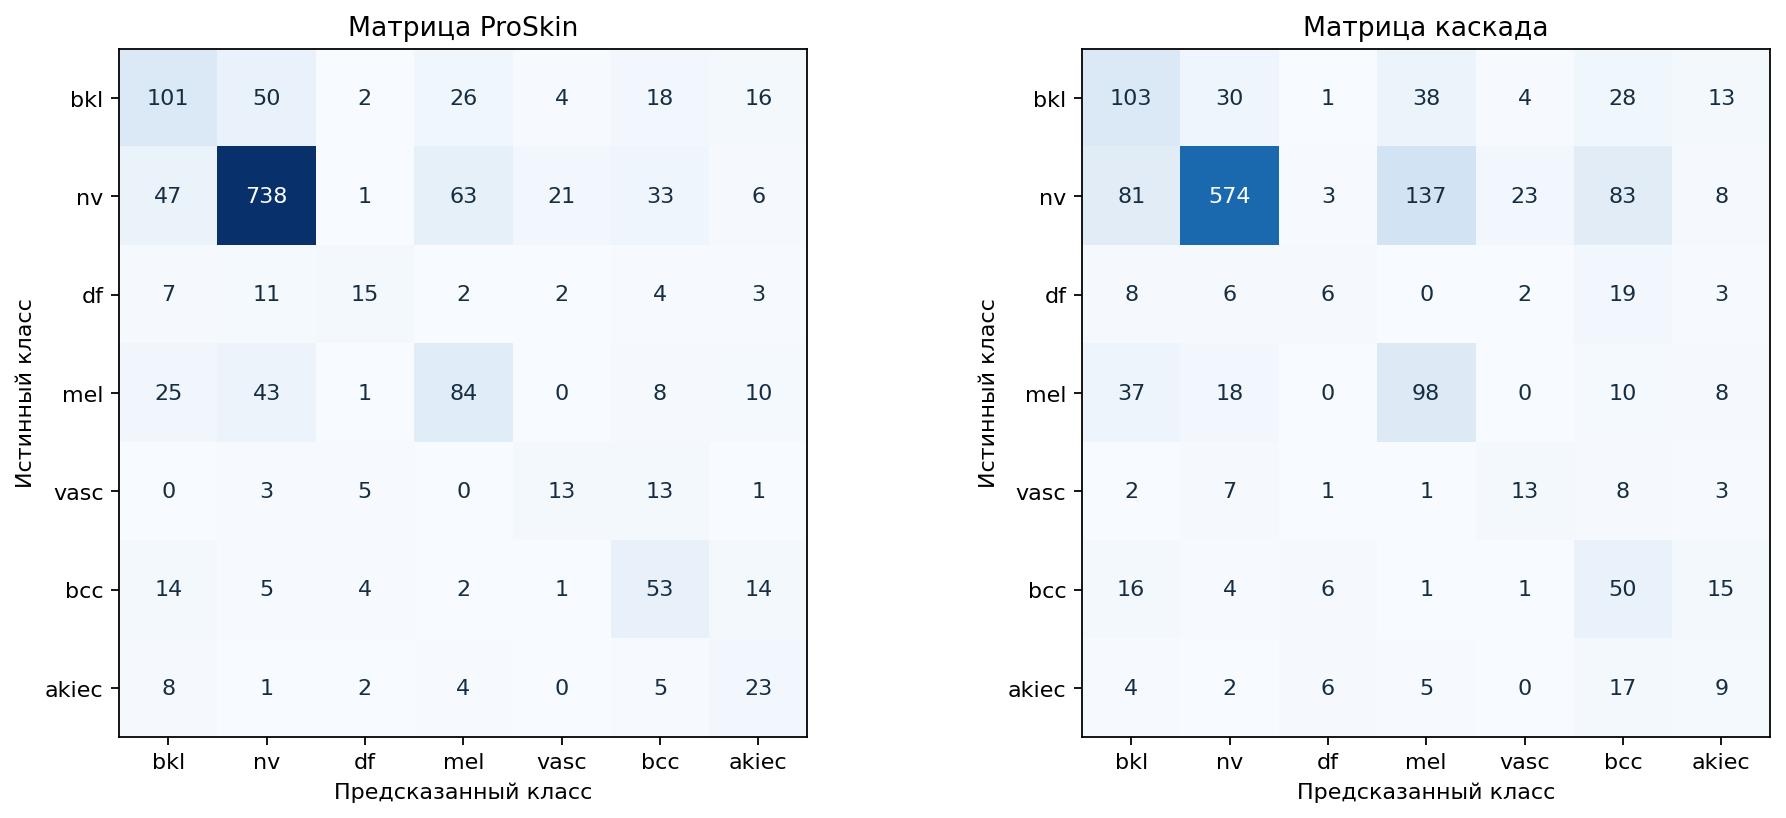 Матрица ProSkin
Истинный класс
bkl 101 50 2 26 4 18 16
nv 47 738 1 63 21 33 6
df 7 11 15 2 2 4 3
mel 25 43 1 84 0 8 10
vasc 0 3 5 0 13 13 1
bcc 14 5 4 2 1 53 14
akiec 8 1 2 4 0 5 23
bkl nv df mel vasc bcc akiec
Предсказанный класс
Матрица каскада
Истинный класс
bkl 103 30 1 38 4 28 13
nv 81 574 3 137 23 83 8
df 8 6 6 0 2 19 3
mel 37 18 0 98 0 10 8
vasc 2 7 1 1 13 8 3
bcc 16 4 6 1 1 50 15
akiec 4 2 6 5 0 17 9
bkl nv df mel vasc bcc akiec
Предсказанный класс